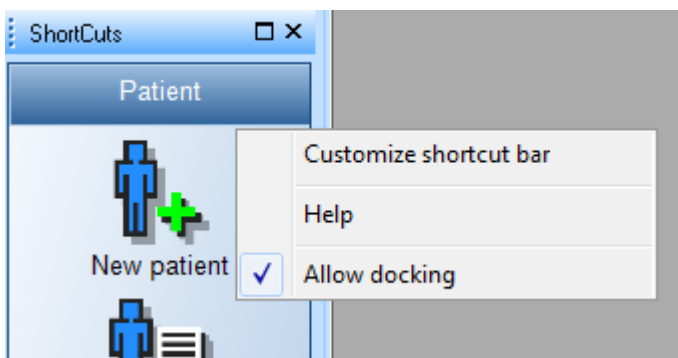 ShortCuts
Patient
Customize shortcut bar
Help
New patient
Allow docking